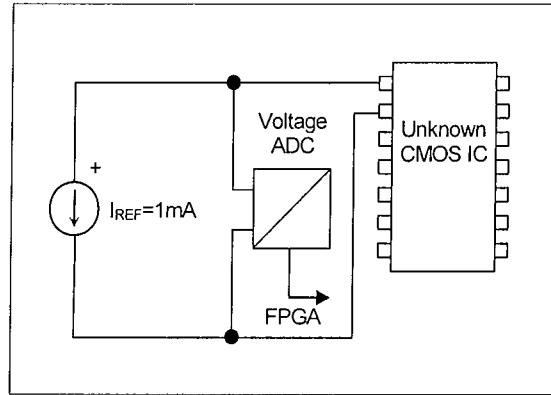 Voltage
ADC
Unknown
CMOS IC
+
I_REF=1mA
FPGA